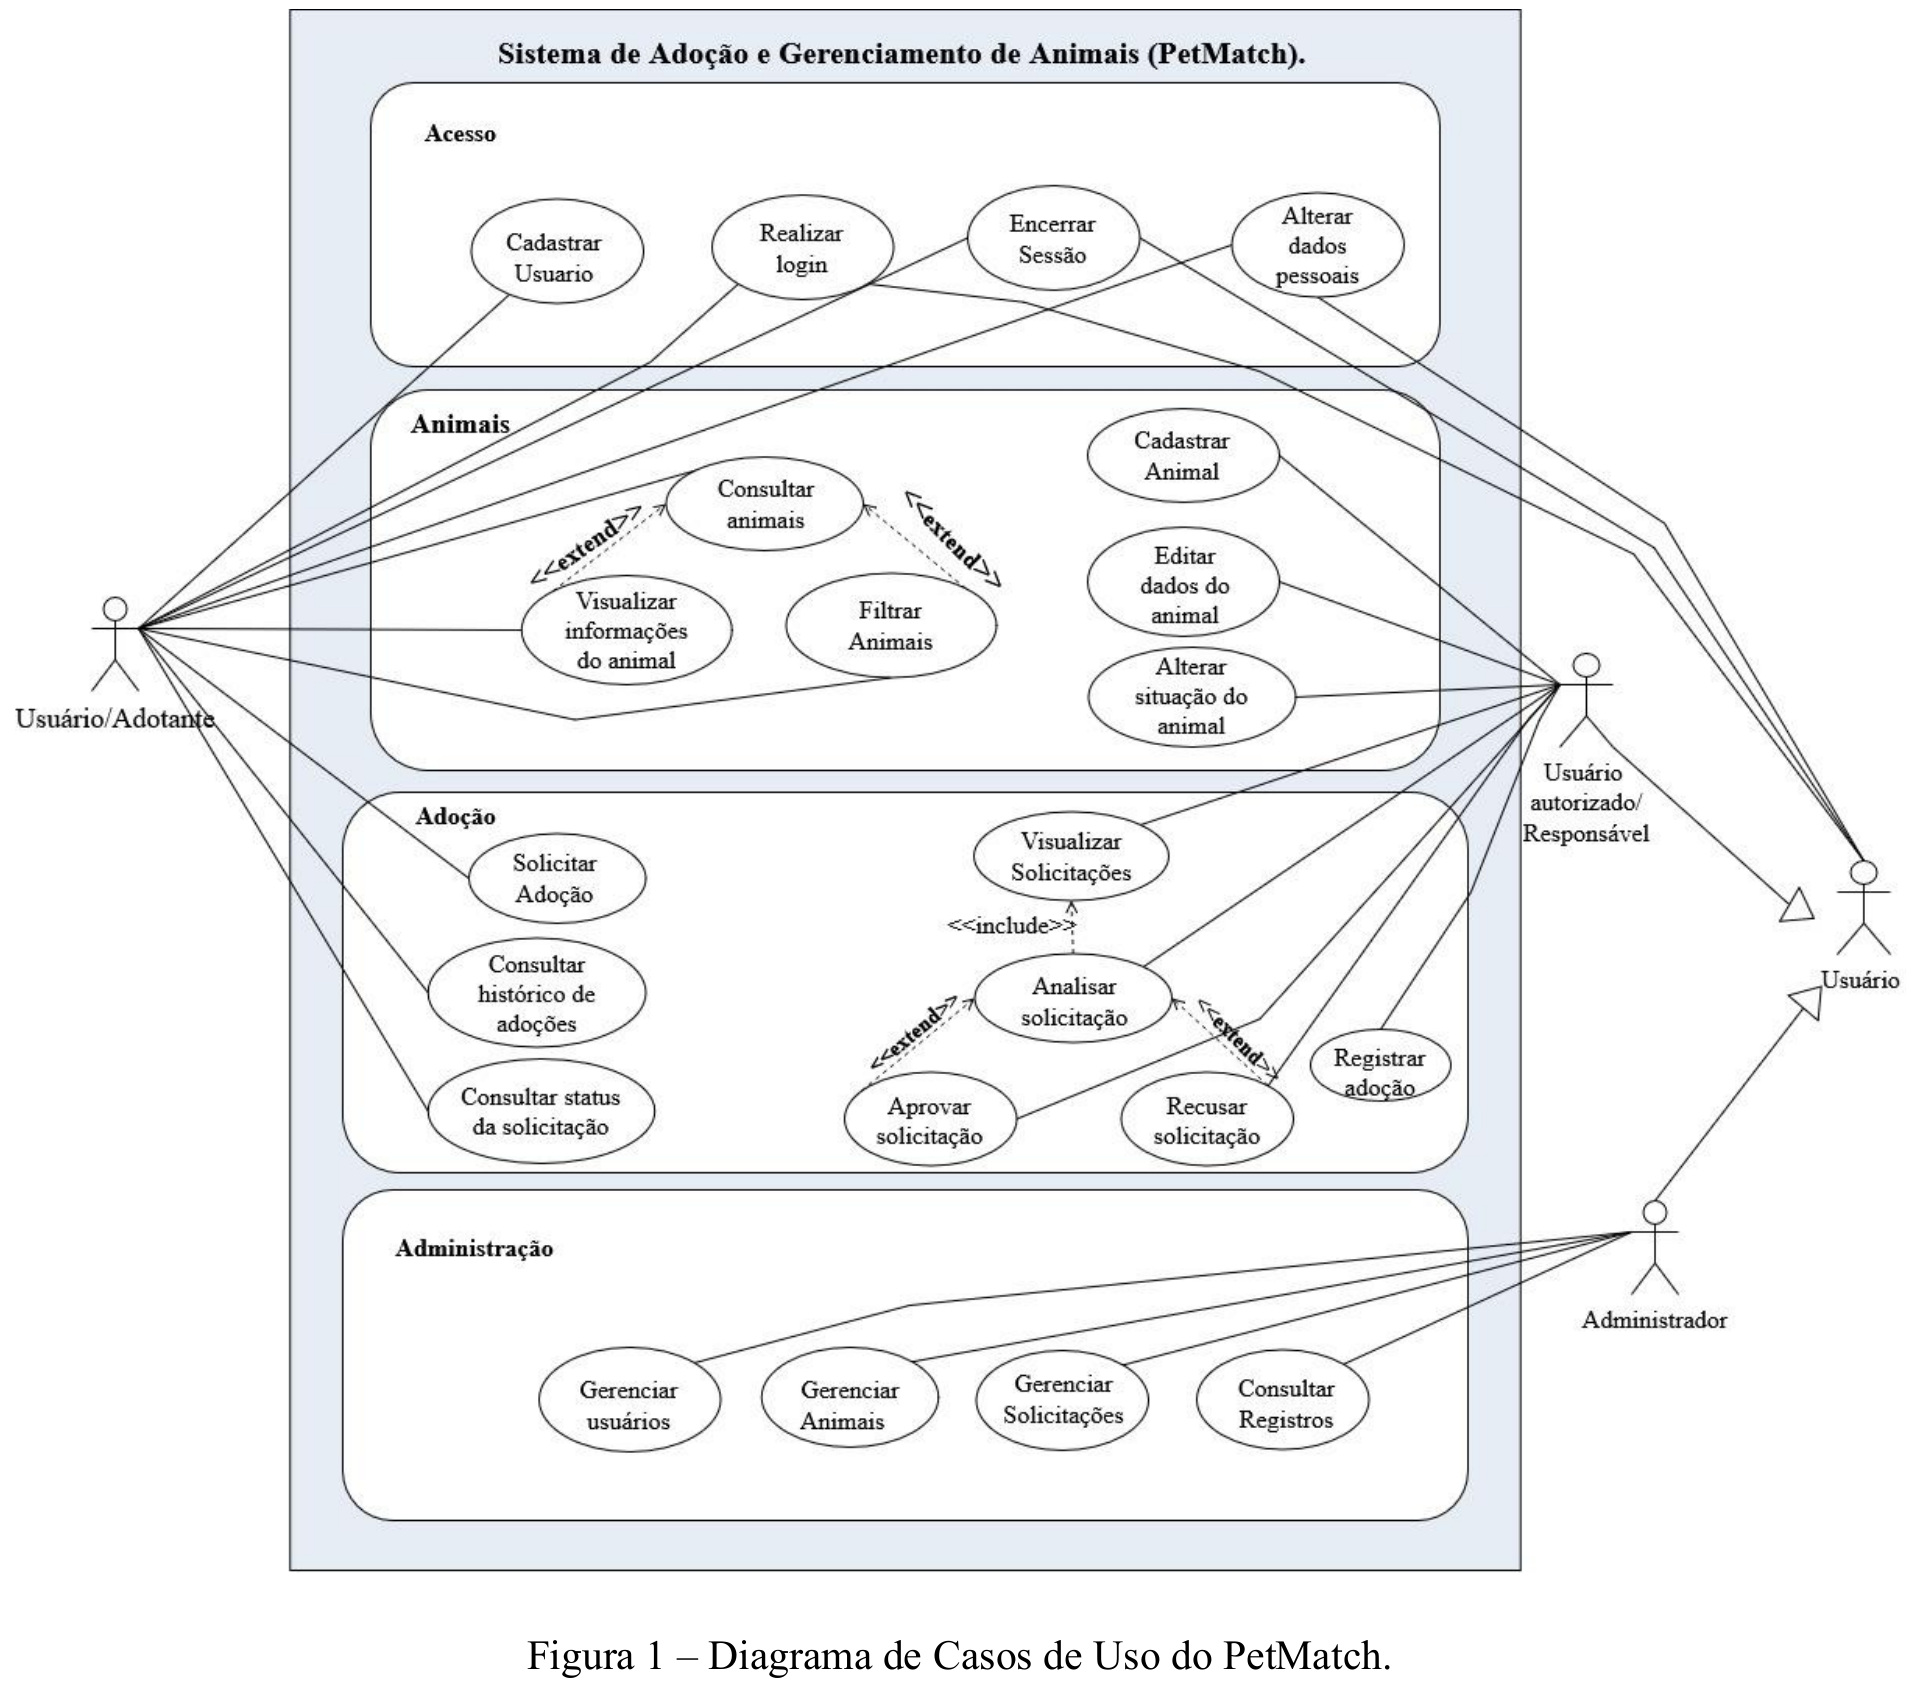 Sistema de Adoção e Gerenciamento de Animais (PetMatch).
Acesso
Cadastrar
Usuario
Realizar
login
Encerrar
Sessão
Alterar
dados
pessoais
Animais
Consultar
animais
<<extend>>
<<extend>>
Visualizar
informações
do animal
Filtrar
Animais
Cadastrar
Animal
Editar
dados do
animal
Alterar
situação do
animal
Usuário/Adotante
Usuário
autorizado/
Responsável
Adoção
Solicitar
Adoção
Consultar
histórico de
adoções
Consultar status
da solicitação
Visualizar
Solicitações
<<include>>
Analisar
solicitação
<<extend>>
<<extend>>
Aprovar
solicitação
Recusar
solicitação
Registrar
adoção
Usuário
Administração
Gerenciar
usuários
Gerenciar
Animais
Gerenciar
Solicitações
Consultar
Registros
Administrador
Figura 1 – Diagrama de Casos de Uso do PetMatch.